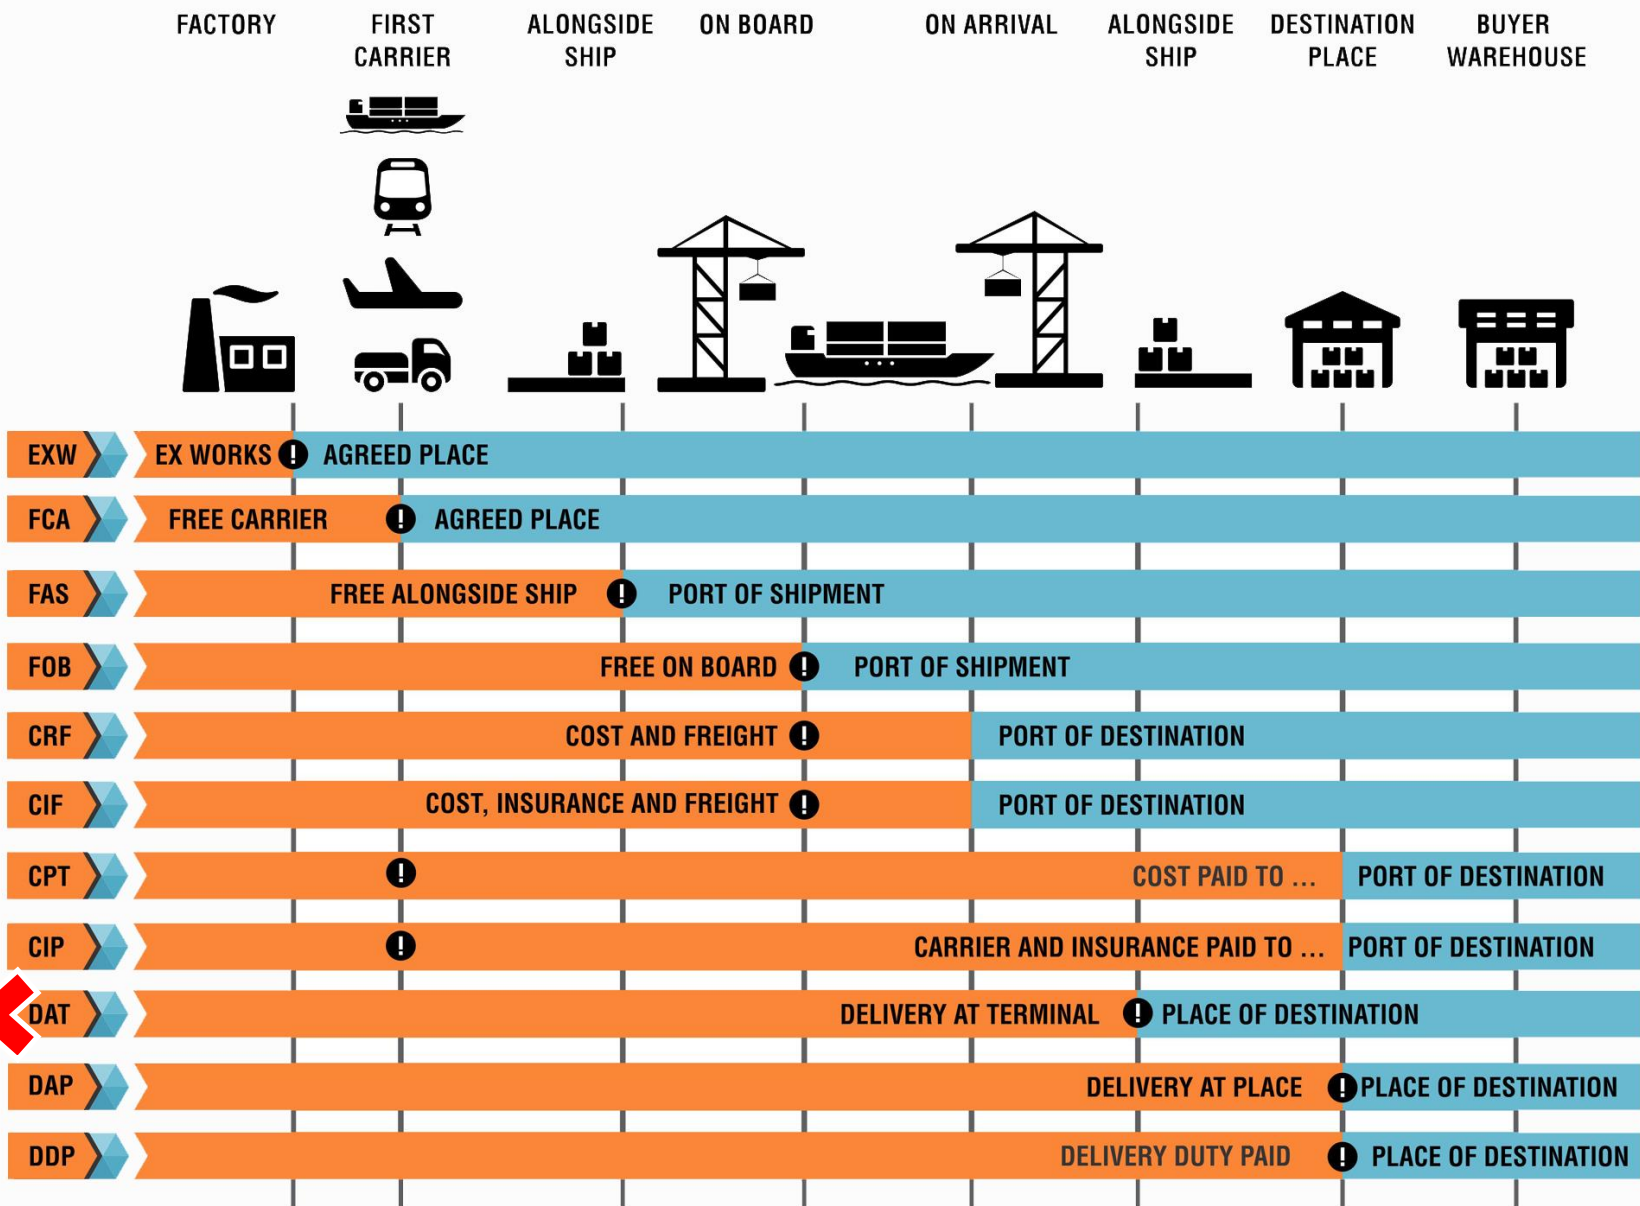 FACTORY
FIRST
CARRIER
ALONGSIDE
SHIP
ON BOARD
ON ARRIVAL
ALONGSIDE
SHIP
DESTINATION
PLACE
BUYER
WAREHOUSE
EXW EX WORKS ! AGREED PLACE
FCA FREE CARRIER ! AGREED PLACE
FAS FREE ALONGSIDE SHIP ! PORT OF SHIPMENT
FOB FREE ON BOARD ! PORT OF SHIPMENT
CRF COST AND FREIGHT ! PORT OF DESTINATION
CIF COST, INSURANCE AND FREIGHT ! PORT OF DESTINATION
CPT ! COST PAID TO ... PORT OF DESTINATION
CIP ! CARRIER AND INSURANCE PAID TO ... PORT OF DESTINATION
DAT DELIVERY AT TERMINAL ! PLACE OF DESTINATION
DAP DELIVERY AT PLACE ! PLACE OF DESTINATION
DDP DELIVERY DUTY PAID ! PLACE OF DESTINATION